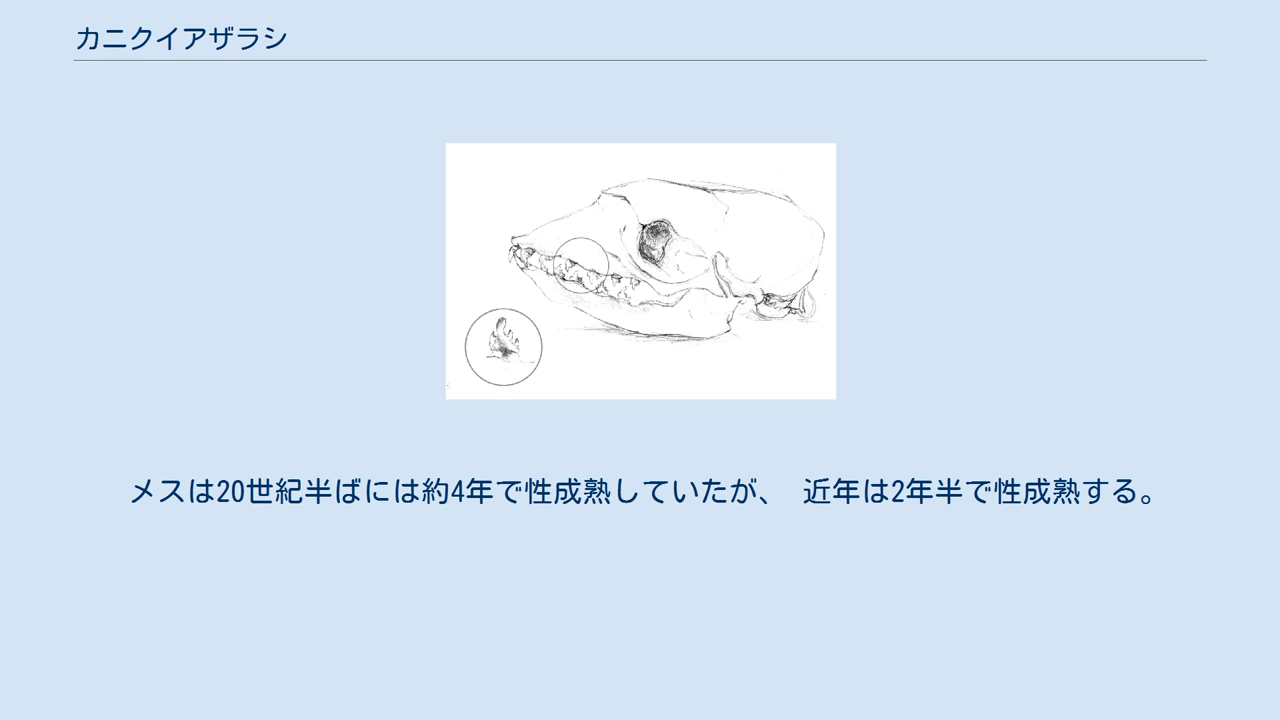 カニクイアザラシ
メスは20世紀半ばには約4年で性成熟していたが、 近年は2年半で性成熟する。